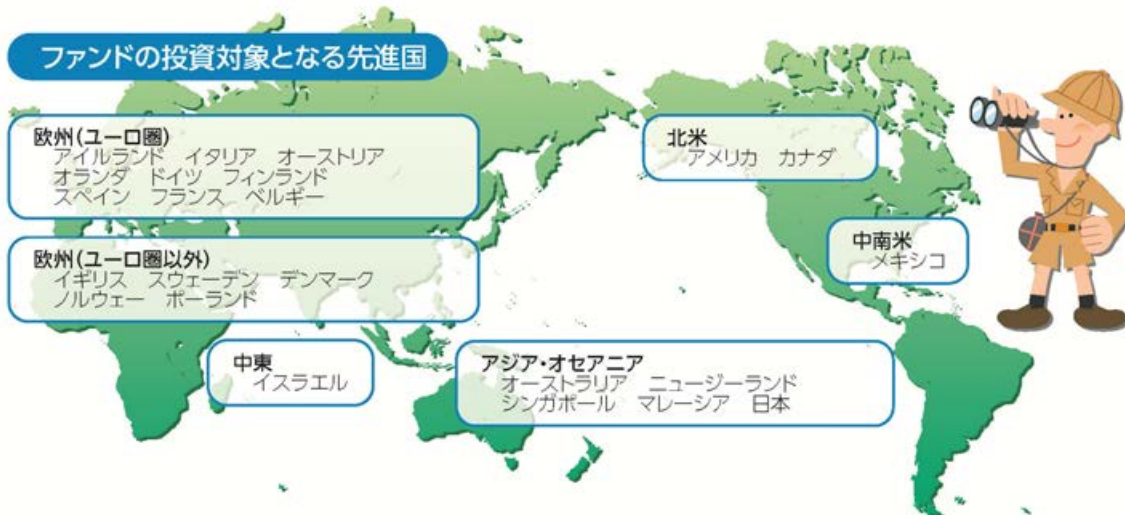 ファンドの投資対象となる先進国
欧州(ユーロ圏)
アイルランド　イタリア　オーストリア
オランダ　ドイツ　フィンランド
スペイン　フランス　ベルギー
欧州(ユーロ圏以外)
イギリス　スウェーデン　デンマーク
ノルウェー　ポーランド
中東
イスラエル
アジア・オセアニア
オーストラリア　ニュージーランド
シンガポール　マレーシア　日本
北米
アメリカ　カナダ
中南米
メキシコ